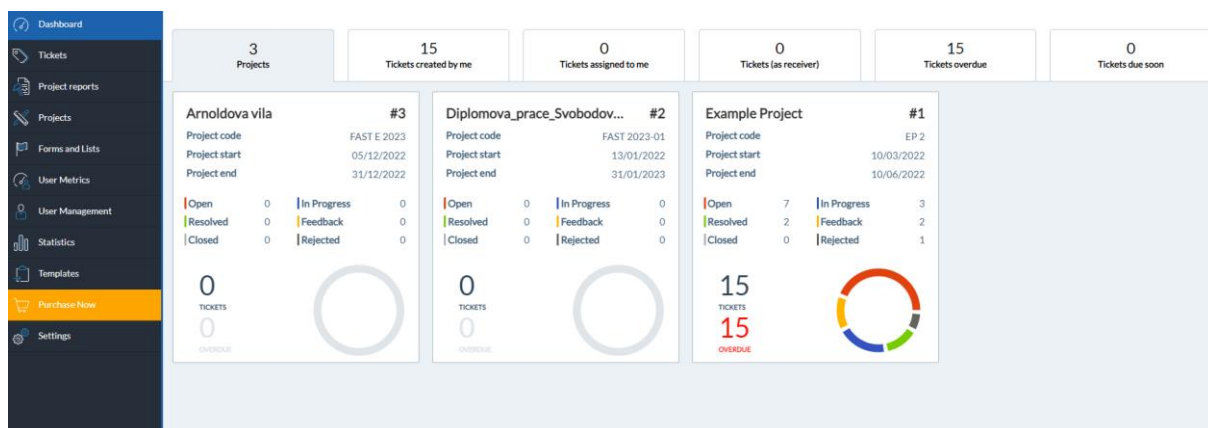 Dashboard
Tickets
Project reports
Projects
Forms and Lists
User Metrics
User Management
Statistics
Templates
Purchase Now
Settings
3
Projects
15
Tickets created by me
0
Tickets assigned to me
0
Tickets (as receiver)
15
Tickets overdue
0
Tickets due soon
Arnoldova vila #3
Project code FAST E 2023
Project start 05/12/2022
Project end 31/12/2022
Open 0 In Progress 0
Resolved 0 Feedback 0
Closed 0 Rejected 0
0
TICKETS
0
OVERDUE
Diplomova_prace_Svobodov... #2
Project code FAST 2023-01
Project start 13/01/2022
Project end 31/01/2023
Open 0 In Progress 0
Resolved 0 Feedback 0
Closed 0 Rejected 0
0
TICKETS
0
OVERDUE
Example Project #1
Project code EP 2
Project start 10/03/2022
Project end 10/06/2022
Open 7 In Progress 3
Resolved 2 Feedback 2
Closed 0 Rejected 1
15
TICKETS
15
OVERDUE